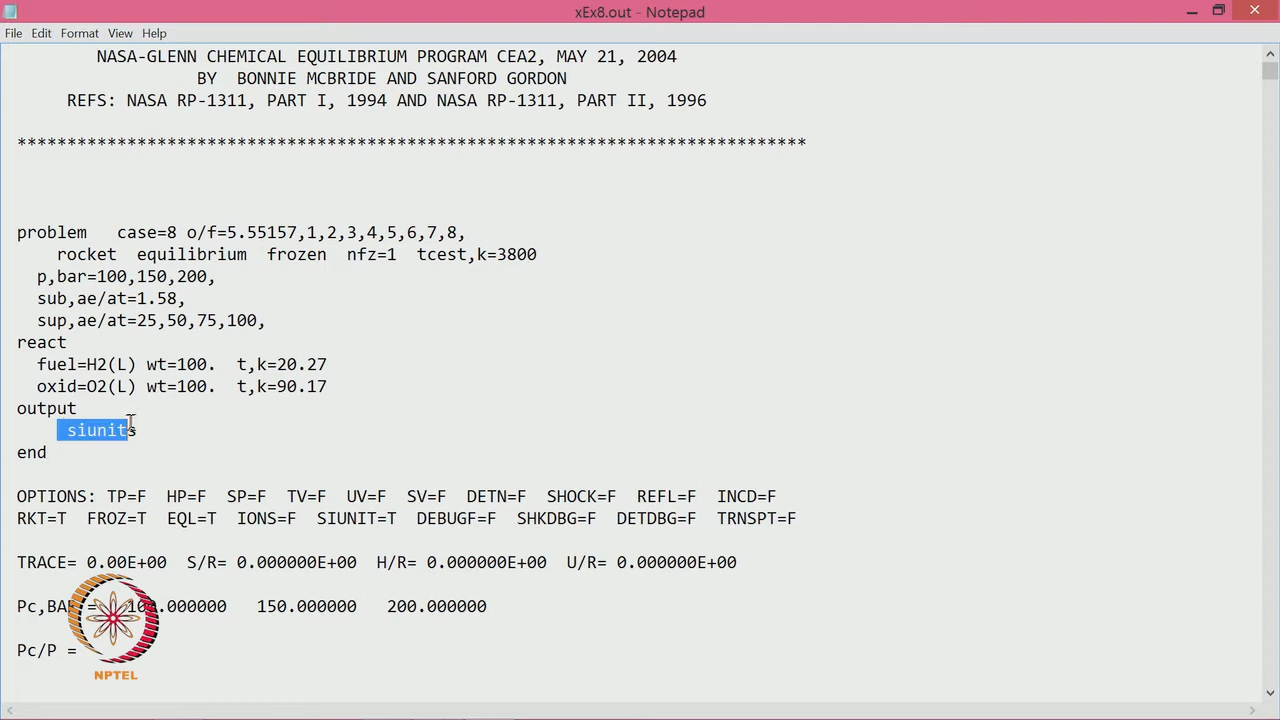 xEx8.out - Notepad
File Edit Format View Help
NASA-GLENN CHEMICAL EQUILIBRIUM PROGRAM CEA2, MAY 21, 2004
BY BONNIE MCBRIDE AND SANFORD GORDON
REFS: NASA RP-1311, PART I, 1994 AND NASA RP-1311, PART II, 1996
*******************************************************************************
problem case=8 o/f=5.55157,1,2,3,4,5,6,7,8,
rocket equilibrium frozen nfz=1 tcest,k=3800
p,bar=100,150,200,
sub,ae/at=1.58,
sup,ae/at=25,50,75,100,
react
fuel=H2(L) wt=100. t,k=20.27
oxid=O2(L) wt=100. t,k=90.17
output
siunits
end
OPTIONS: TP=F HP=F SP=F TV=F UV=F SV=F DETN=F SHOCK=F REFL=F INCD=F
RKT=T FROZ=T EQL=T IONS=F SIUNIT=T DEBUGF=F SHKDBG=F DETDBG=F TRNSPT=F
TRACE= 0.00E+00 S/R= 0.000000E+00 H/R= 0.000000E+00 U/R= 0.000000E+00
Pc,BAR = 100.000000 150.000000 200.000000
Pc/P =
NPTEL